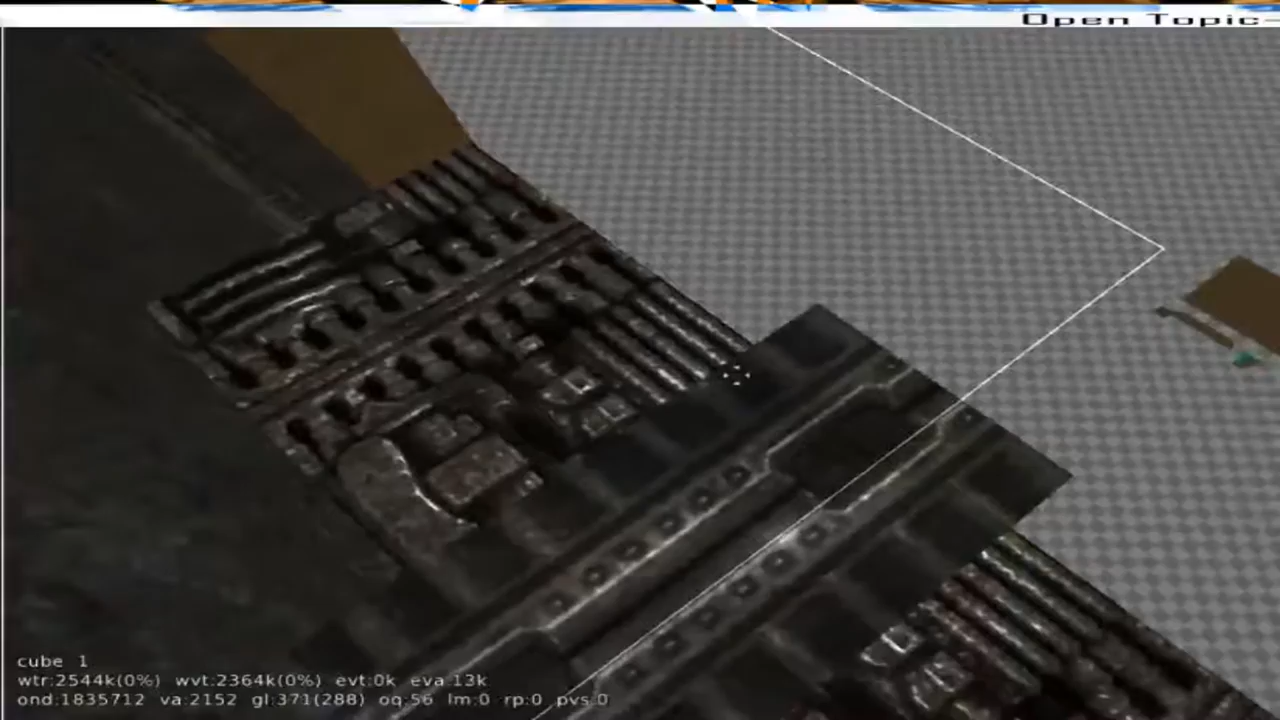 Open Topic-
cube 1
wtr:2544k(0%) wvt:2364k(0%) evt:0k eva:13k
ond:1835712 va:2152 gl:371(288) oq:56 lm:0 rp:0 pvs:0